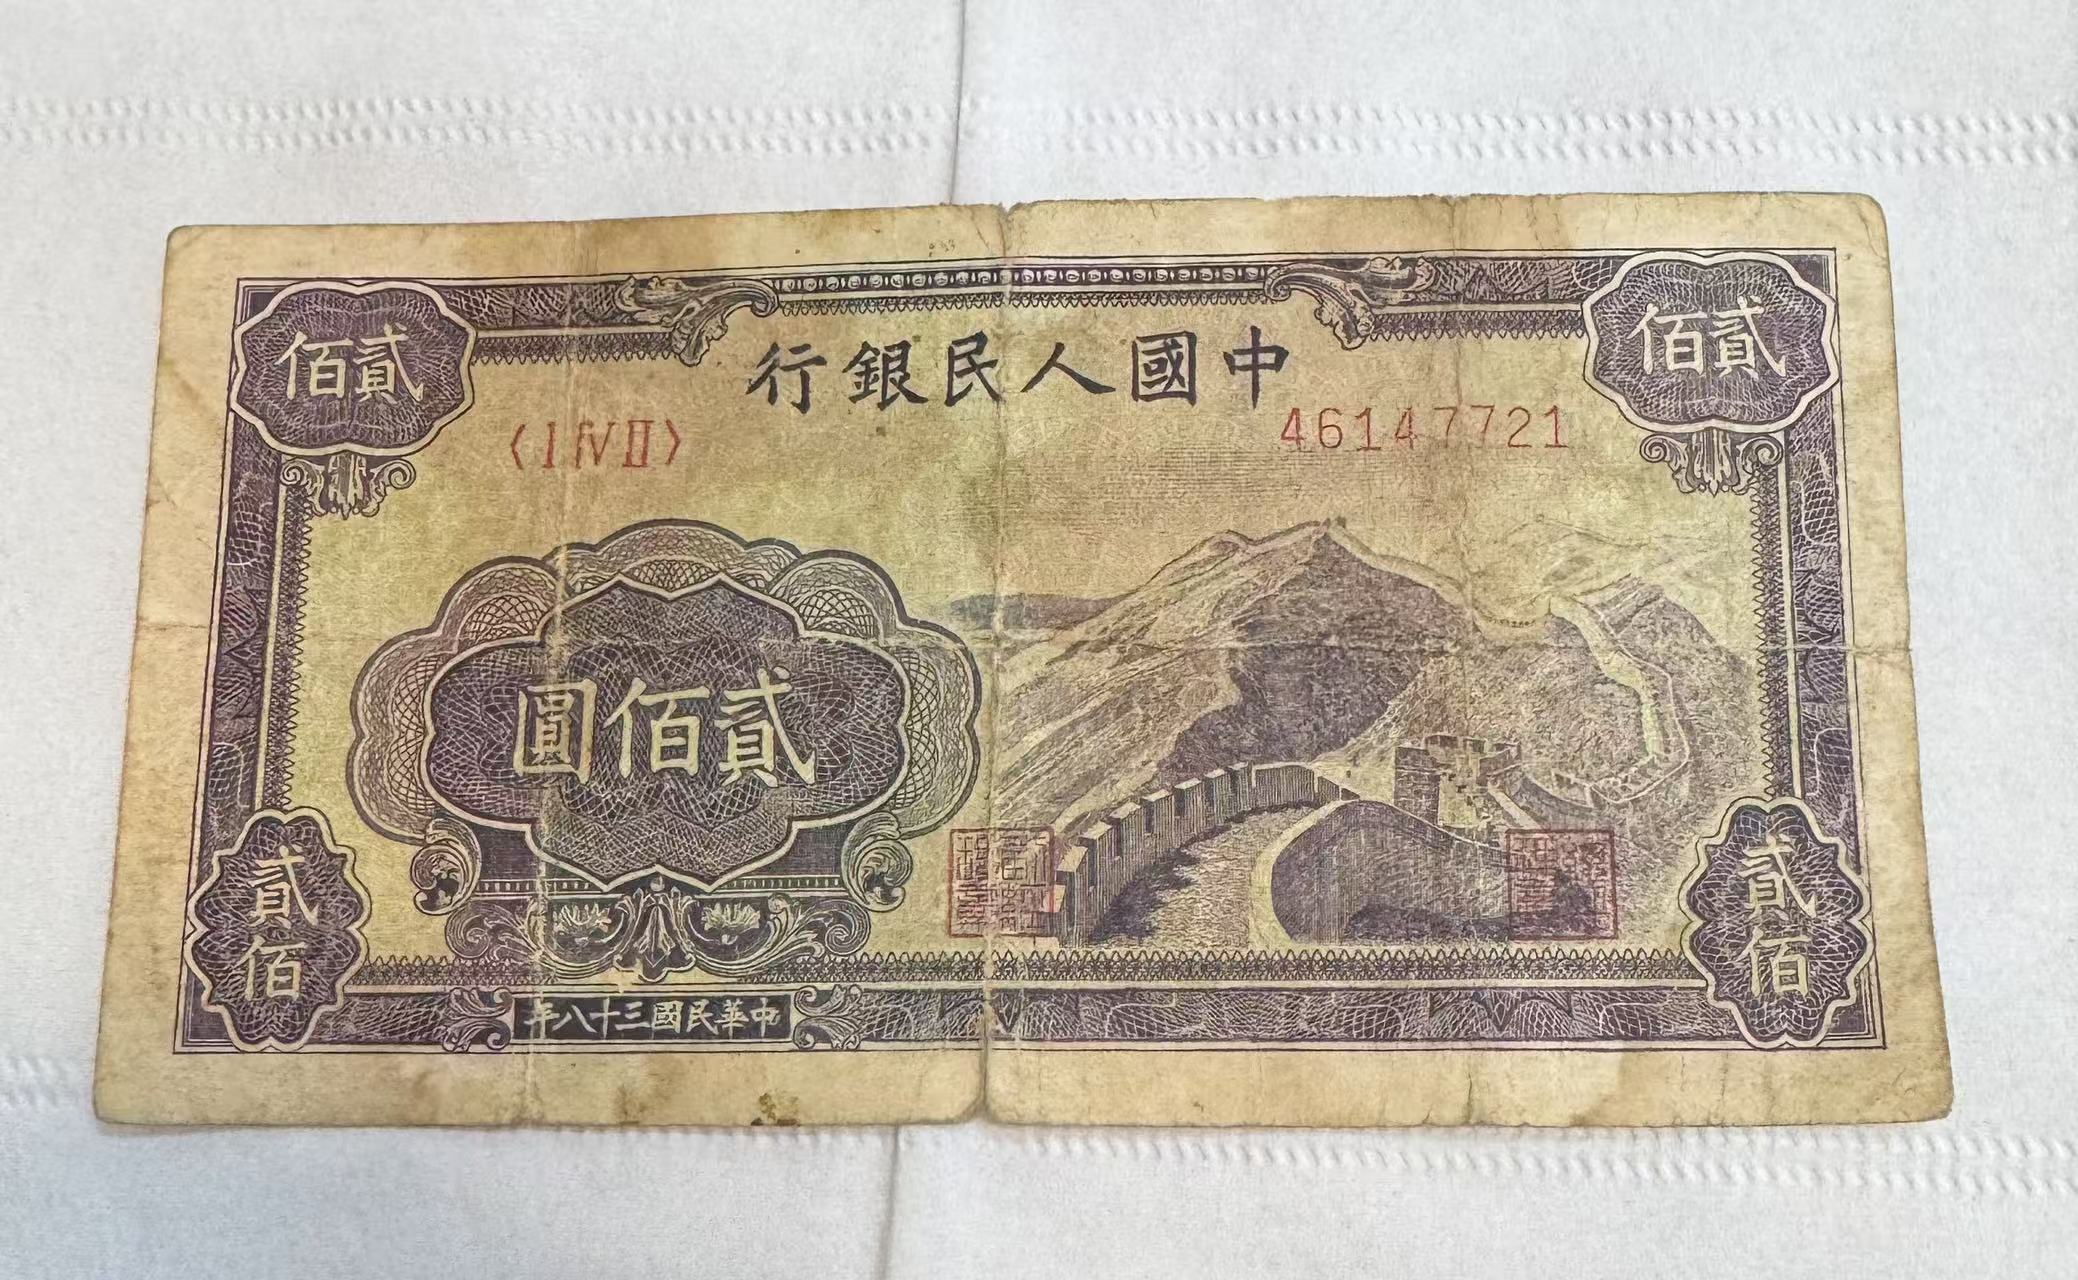 貳佰
貳佰
中國人民銀行
〈I IV II〉
46147721
貳佰圓
貳佰
貳佰
中華民國三十八年